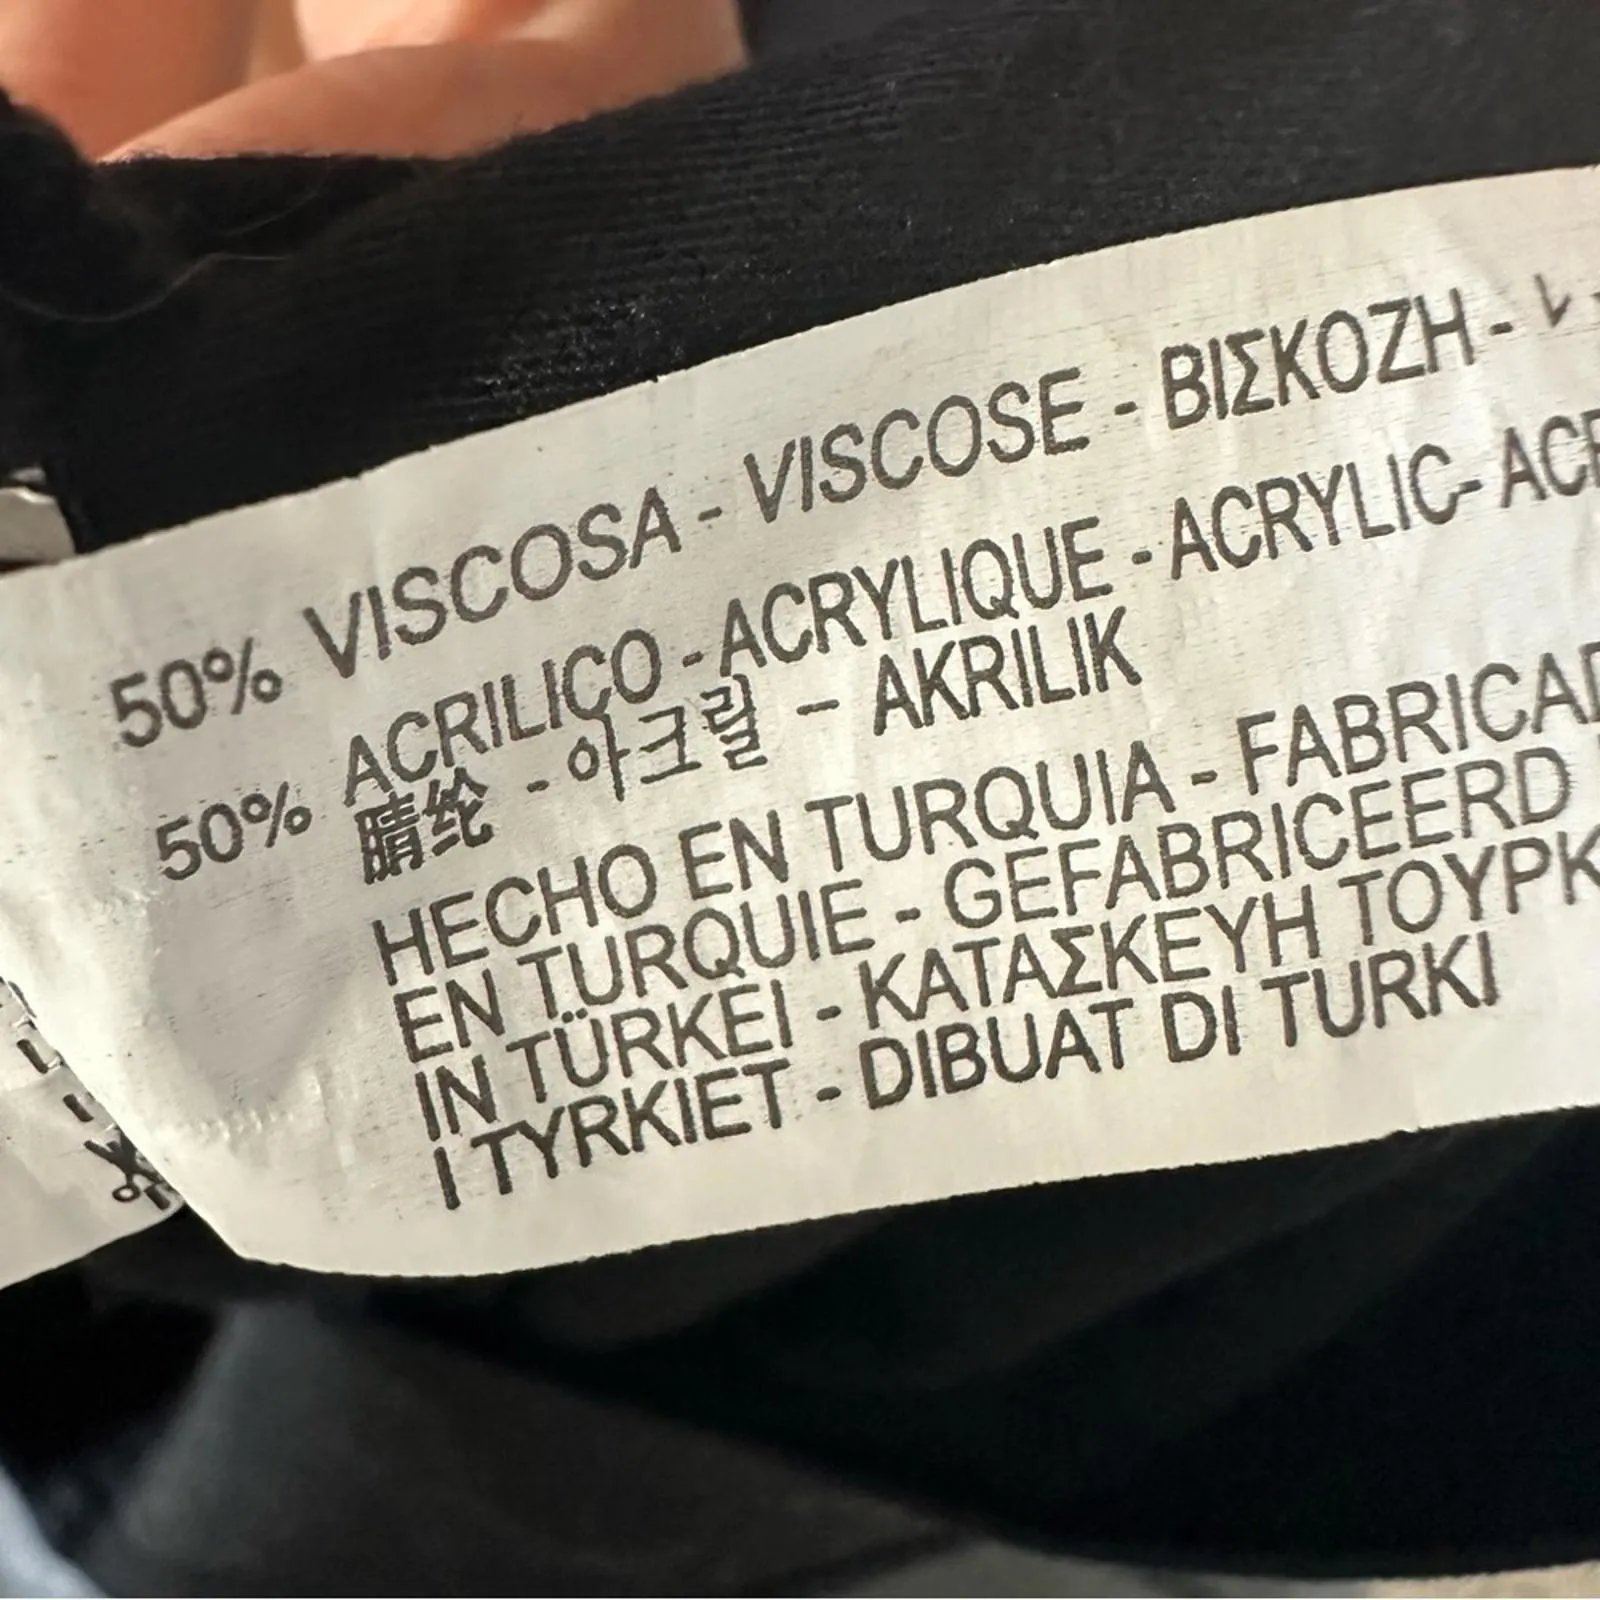 50% VISCOSA - VISCOSE - ΒΙΣΚΟΖΗ -
50% ACRILICO - ACRYLIQUE - ACRYLIC-
腈纶 - 아크릴 - AKRILIK
HECHO EN TURQUIA -
EN TURQUIE - GEFABRICEERD
IN TÜRKEI - ΚΑΤΑΣΚΕΥΗ
I TYRKIET - DIBUAT DI TURKI